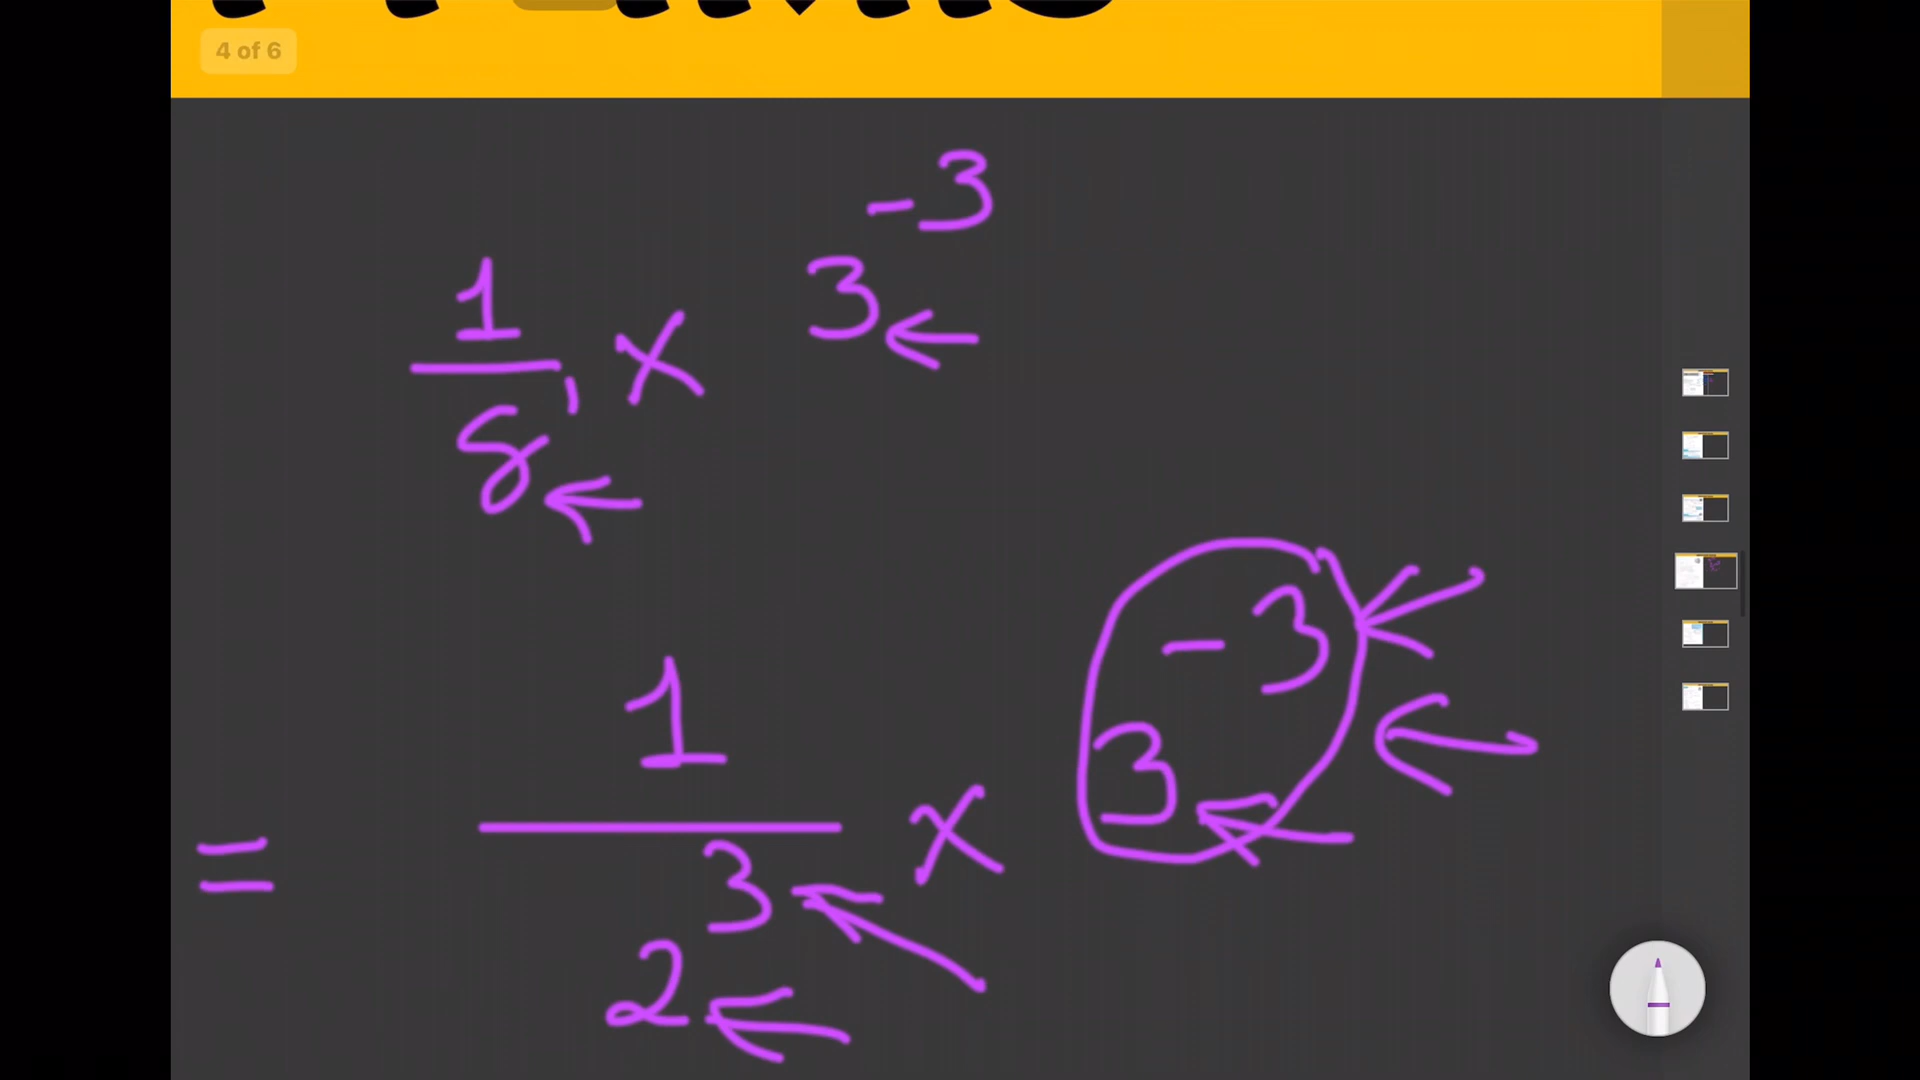 4 of 6
1/8 × 3^-3
= 1/2^3 × 3^-3